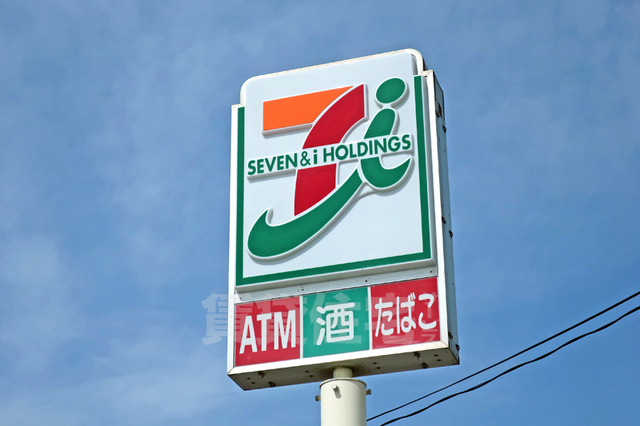 SEVEN & i HOLDINGS
ATM 酒 たばこ